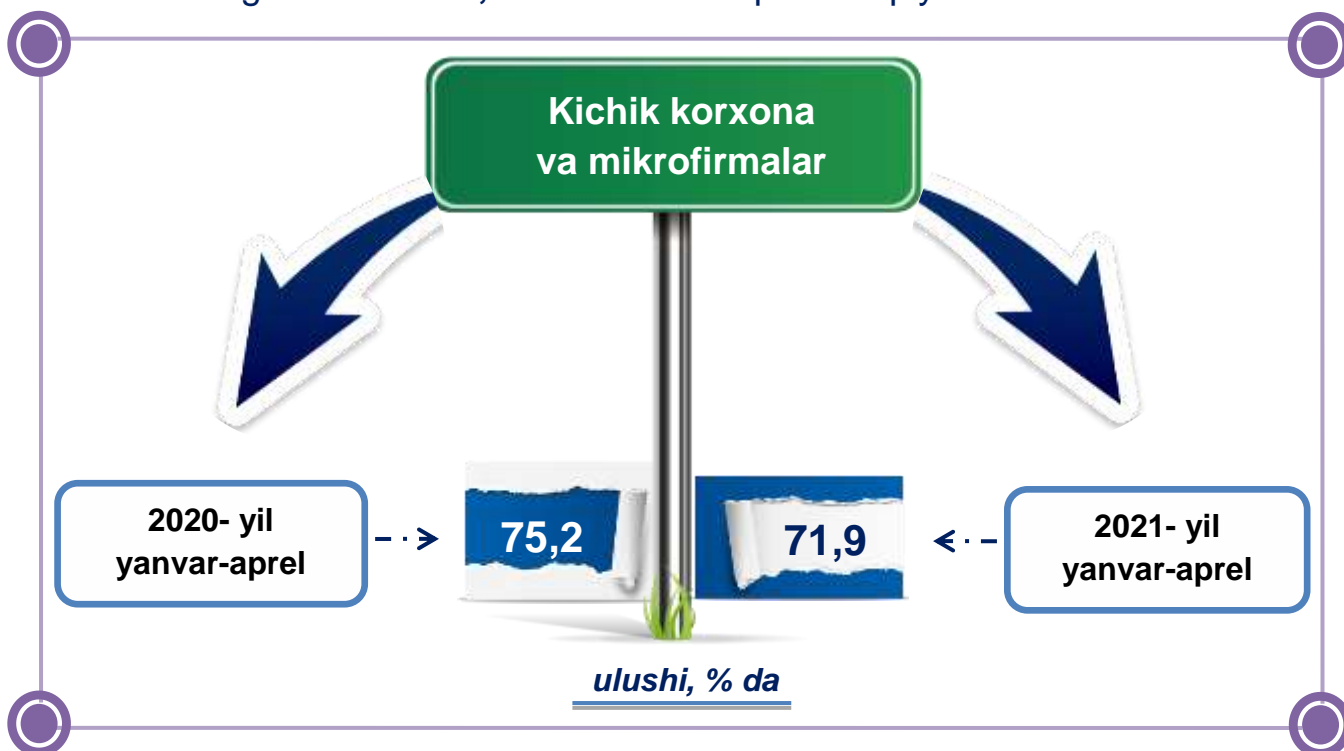 Kichik korxona
va mikrofirmalar
2020- yil
yanvar-aprel
75,2
71,9
2021- yil
yanvar-aprel
ulushi, % da